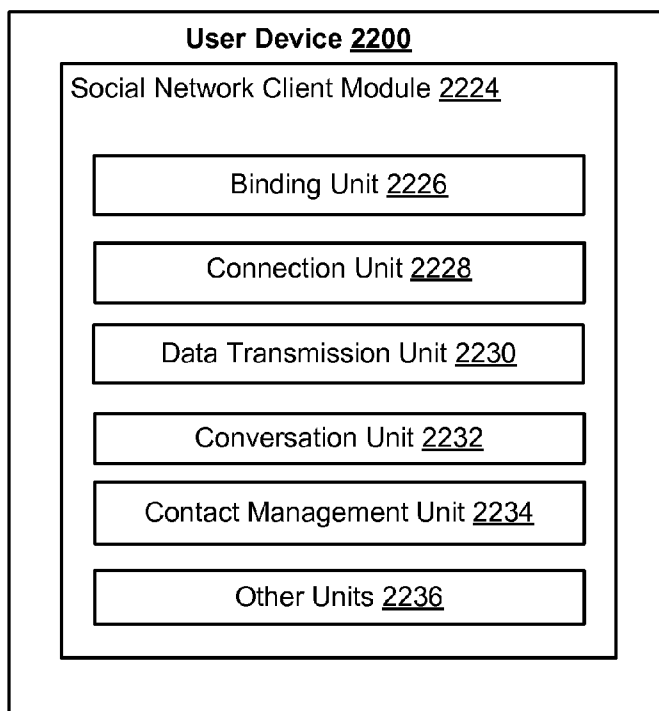 User Device 2200
Social Network Client Module 2224
Binding Unit 2226
Connection Unit 2228
Data Transmission Unit 2230
Conversation Unit 2232
Contact Management Unit 2234
Other Units 2236